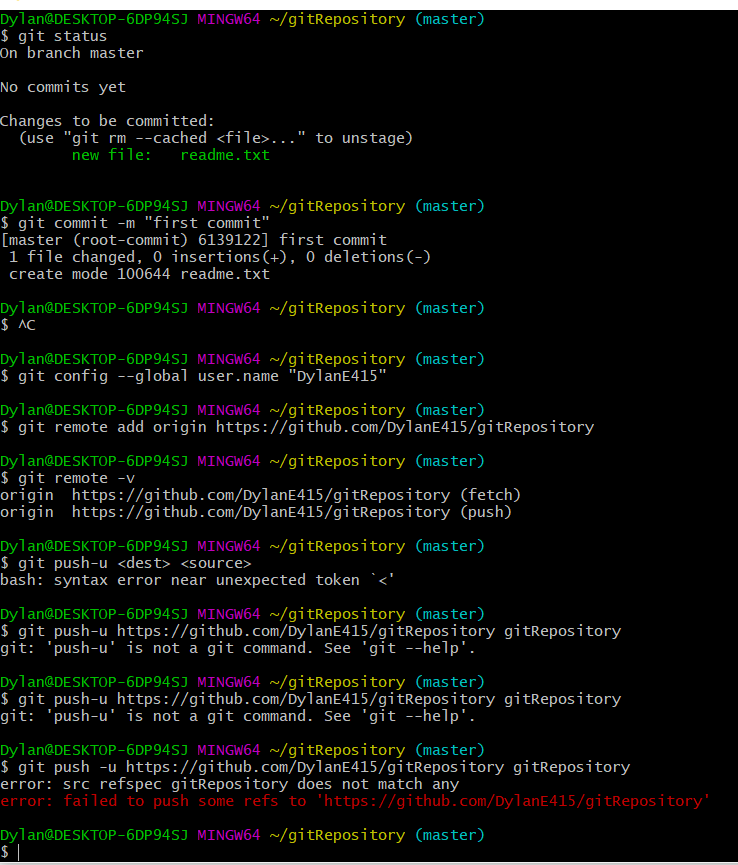 Dylan@DESKTOP-6DP94SJ MINGW64 ~/gitRepository (master)
$ git status
On branch master
No commits yet
Changes to be committed:
  (use "git rm --cached <file>..." to unstage)
        new file:   readme.txt
Dylan@DESKTOP-6DP94SJ MINGW64 ~/gitRepository (master)
$ git commit -m "first commit"
[master (root-commit) 6139122] first commit
 1 file changed, 0 insertions(+), 0 deletions(-)
 create mode 100644 readme.txt
Dylan@DESKTOP-6DP94SJ MINGW64 ~/gitRepository (master)
$ ^C
Dylan@DESKTOP-6DP94SJ MINGW64 ~/gitRepository (master)
$ git config --global user.name "DylanE415"
Dylan@DESKTOP-6DP94SJ MINGW64 ~/gitRepository (master)
$ git remote add origin https://github.com/DylanE415/gitRepository
Dylan@DESKTOP-6DP94SJ MINGW64 ~/gitRepository (master)
$ git remote -v
origin  https://github.com/DylanE415/gitRepository (fetch)
origin  https://github.com/DylanE415/gitRepository (push)
Dylan@DESKTOP-6DP94SJ MINGW64 ~/gitRepository (master)
$ git push-u <dest> <source>
bash: syntax error near unexpected token `<'
Dylan@DESKTOP-6DP94SJ MINGW64 ~/gitRepository (master)
$ git push-u https://github.com/DylanE415/gitRepository gitRepository
git: 'push-u' is not a git command. See 'git --help'.
Dylan@DESKTOP-6DP94SJ MINGW64 ~/gitRepository (master)
$ git push-u https://github.com/DylanE415/gitRepository gitRepository
git: 'push-u' is not a git command. See 'git --help'.
Dylan@DESKTOP-6DP94SJ MINGW64 ~/gitRepository (master)
$ git push -u https://github.com/DylanE415/gitRepository gitRepository
error: src refspec gitRepository does not match any
error: failed to push some refs to 'https://github.com/DylanE415/gitRepository'
Dylan@DESKTOP-6DP94SJ MINGW64 ~/gitRepository (master)
$